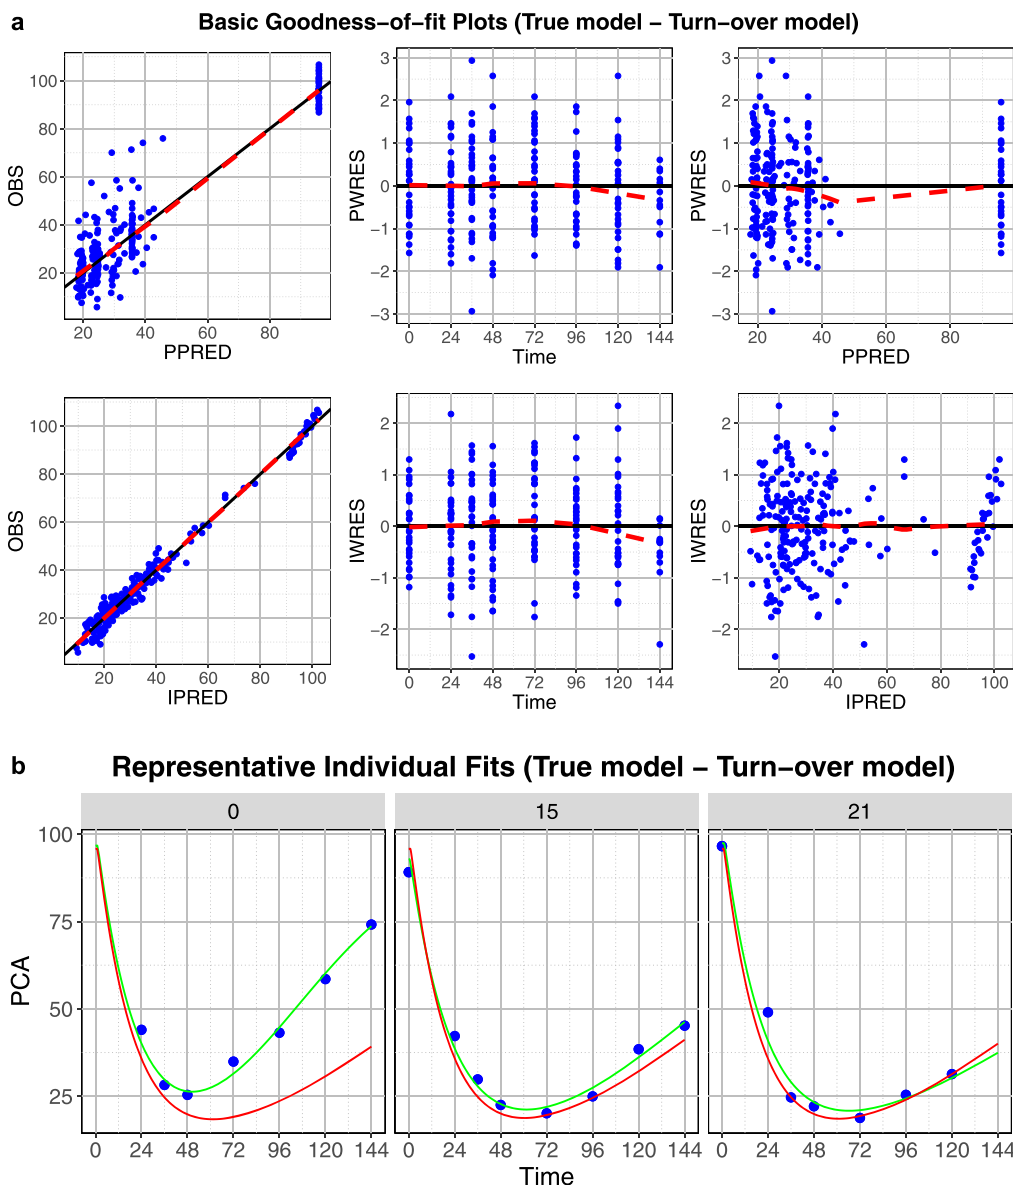 a
Basic Goodness−of−fit Plots (True model − Turn−over model)
OBS
100
80
60
40
20
20 40 60 80
PPRED
PWRES
3
2
1
0
−1
−2
−3
0 24 48 72 96 120 144
Time
PWRES
3
2
1
0
−1
−2
−3
20 40 60 80
PPRED
OBS
100
80
60
40
20
20 40 60 80 100
IPRED
IWRES
2
1
0
−1
−2
0 24 48 72 96 120 144
Time
IWRES
2
1
0
−1
−2
20 40 60 80 100
IPRED
b
Representative Individual Fits (True model − Turn−over model)
0 15 21
PCA
100
75
50
25
0 24 48 72 96 120 144 0 24 48 72 96 120 144 0 24 48 72 96 120 144
Time